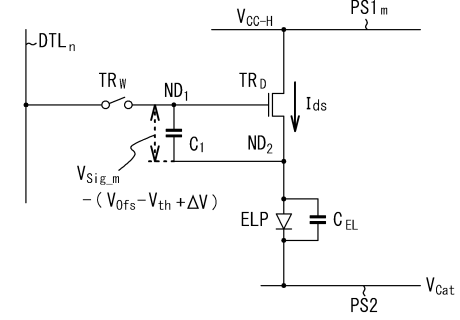 V_CC-H
PS1_m
DTL_n
TR_W
ND_1
TR_D
I_ds
C_1
ND_2
V_Sig_m
-(V_Ofs-V_th+ΔV)
ELP
C_EL
V_Cat
PS2